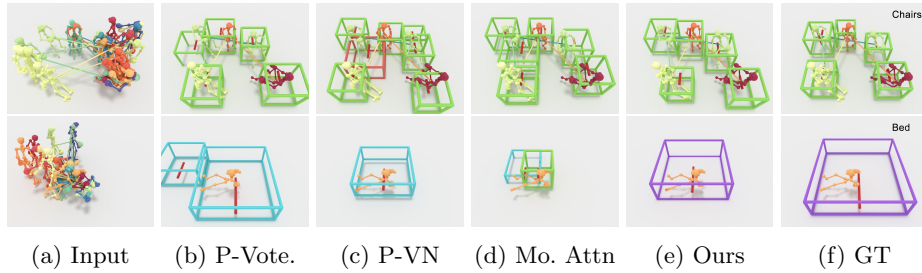 Chairs
Bed
(a) Input (b) P-Vote. (c) P-VN (d) Mo. Attn (e) Ours (f) GT